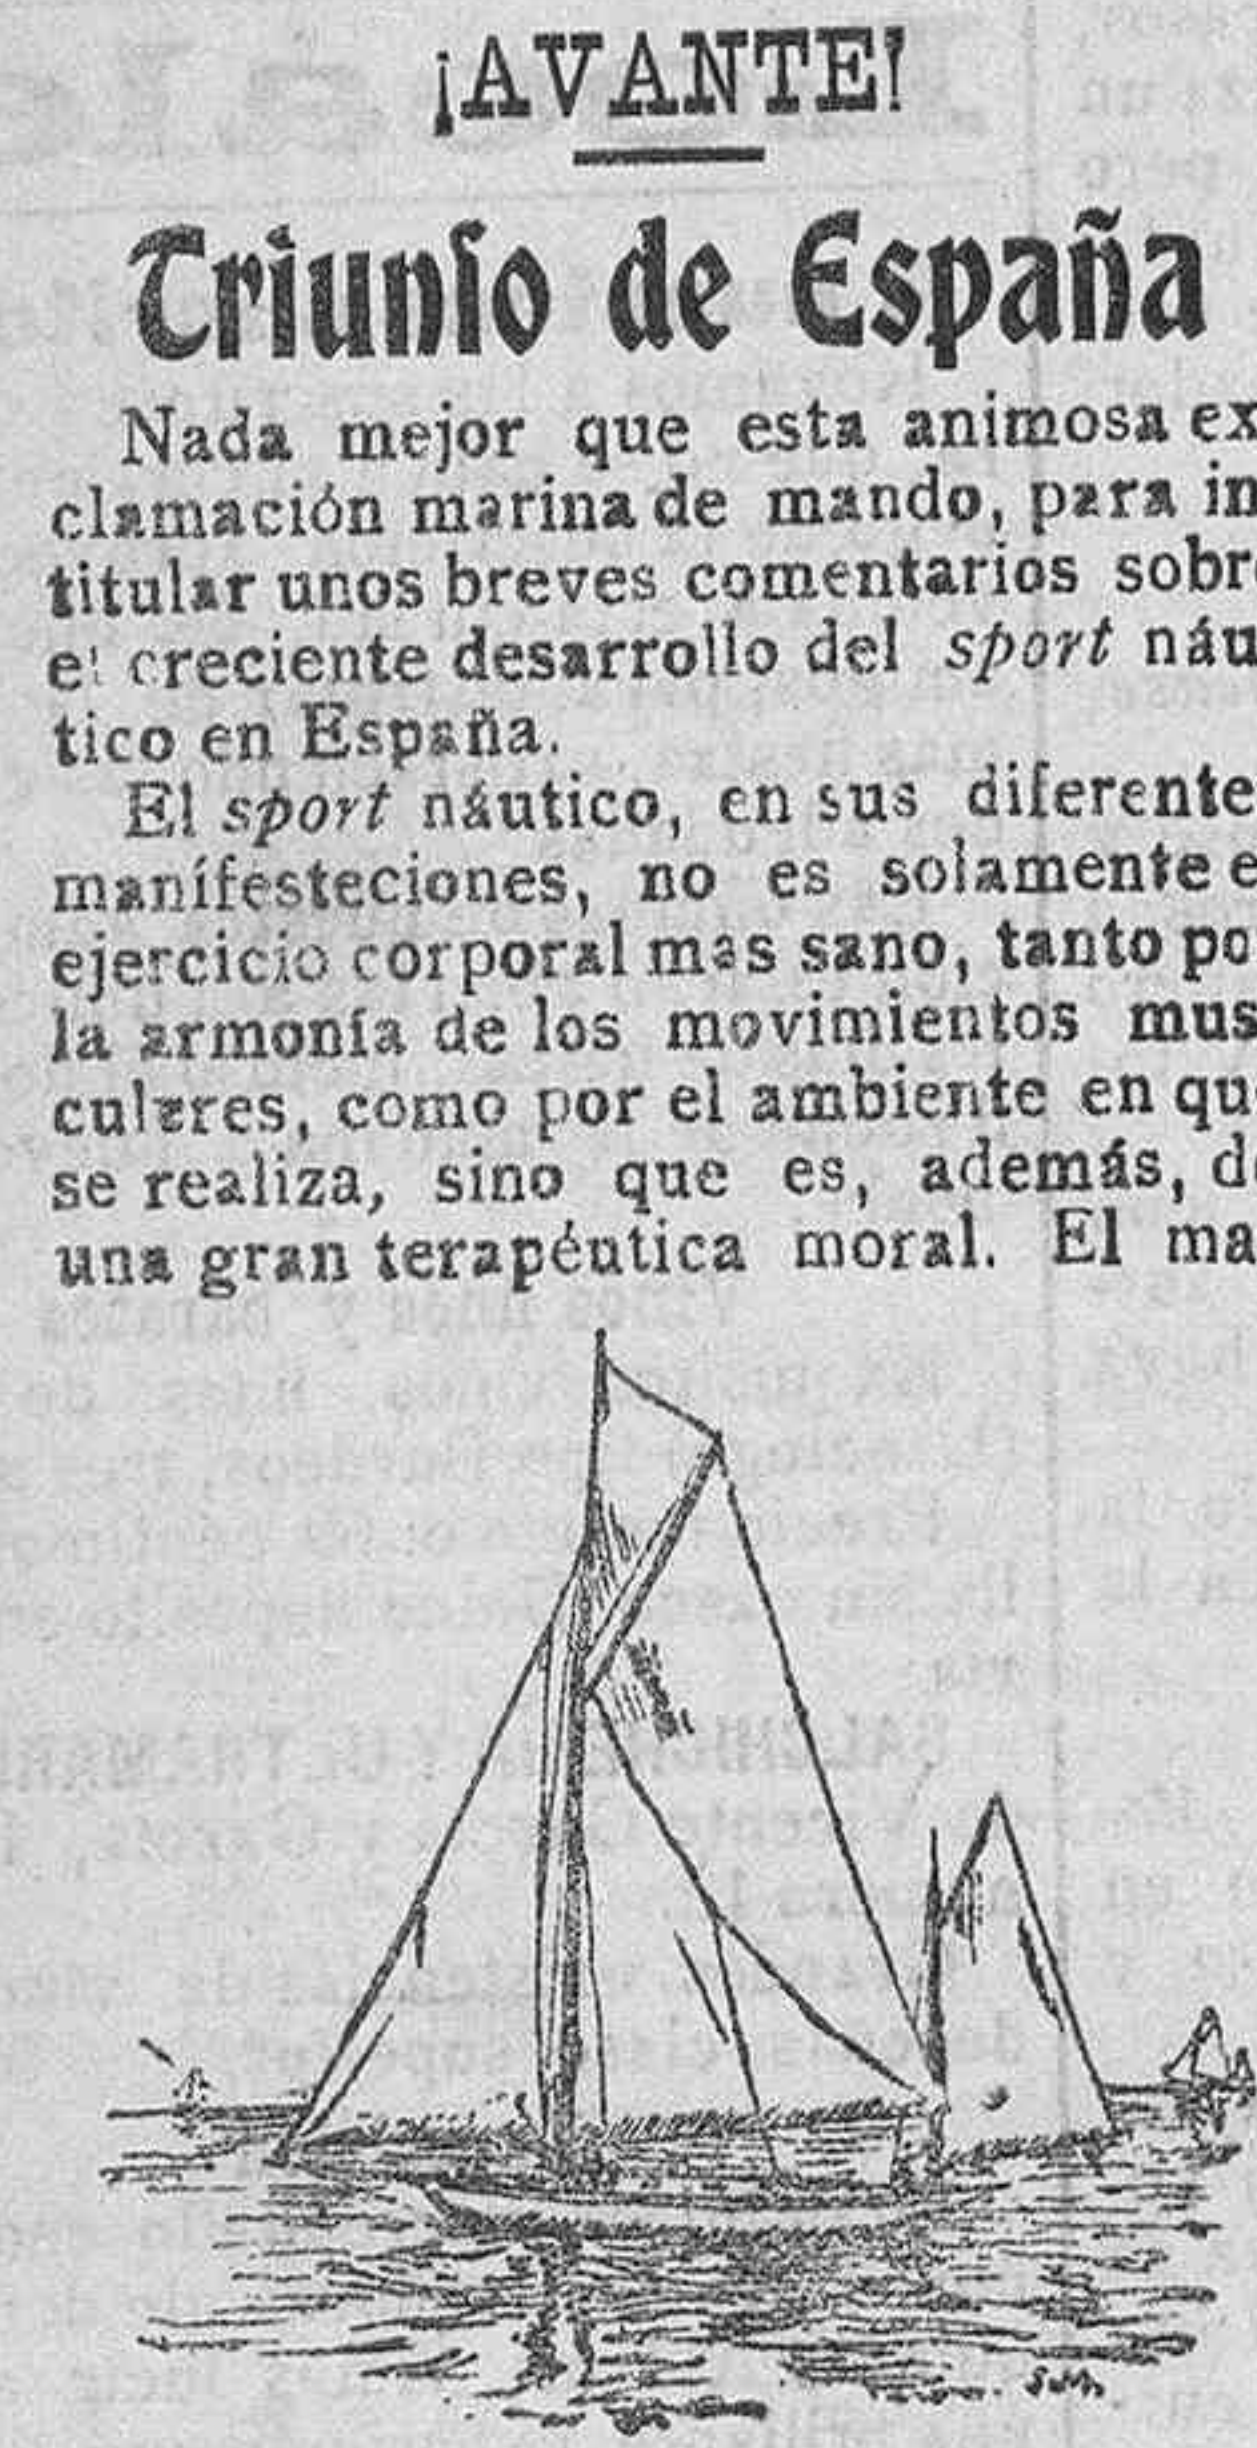 ¡AVANTE!
Triunfo de España
Nada mejor que esta animosa ex
clamación marina de mando, para in
titular unos breves comentarios sobre
el creciente desarrollo del sport náu
tico en España.
El sport náutico, en sus diferente
manífesteciones, no es solamente e
ejercicio corporal mas sano, tanto po
la armonía de los movimientos mus
culares, como por el ambiente en qu
se realiza, sino que es, además, de
una gran terapéutica moral. El ma